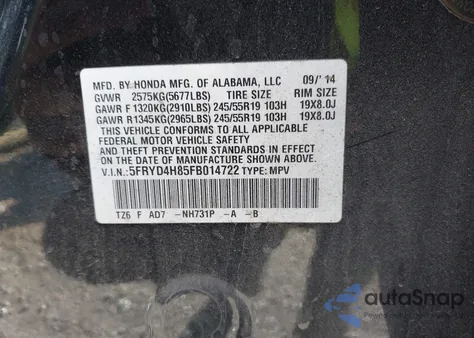 MFD. BY HONDA MFG. OF ALABAMA, LLC 09/'14
GVWR 2575KG(5677LBS) TIRE SIZE RIM SIZE
GAWR F 1320KG(2910LBS) 245/55R19 103H 19X8.0J
GAWR R 1345KG(2965LBS) 245/55R19 103H 19X8.0J
THIS VEHICLE CONFORMS TO ALL APPLICABLE
FEDERAL MOTOR VEHICLE SAFETY AND
THEFT PREVENTION STANDARDS IN EFFECT ON
THE DATE OF MANUFACTURE SHOWN ABOVE.
V.I.N.: 5FRYD4H85FB014722 TYPE: MPV
TZ6 F AD7 -NH731P -A -B
autoSnap